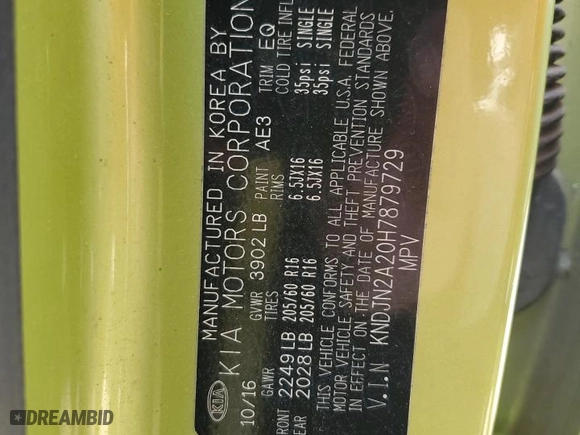 KIA
MANUFACTURED IN KOREA BY
KIA MOTORS CORPORATION
10/16 GVWR 3902 LB PAINT AE3 TRIM EQ
GAWR TIRES RIMS COLD TIRE INFL
FRONT 2249 LB 205/60 R16 6.5JX16 35psi SINGLE
2028 LB 205/60 R16 6.5JX16 35psi SINGLE
THIS VEHICLE CONFORMS TO ALL APPLICABLE U.S.A. FEDERAL
MOTOR VEHICLE SAFETY AND THEFT PREVENTION STANDARDS
IN EFFECT ON THE DATE OF MANUFACTURE SHOWN ABOVE.
V.I.N KNDJN2A20H7879729
MPV
DREAMBID